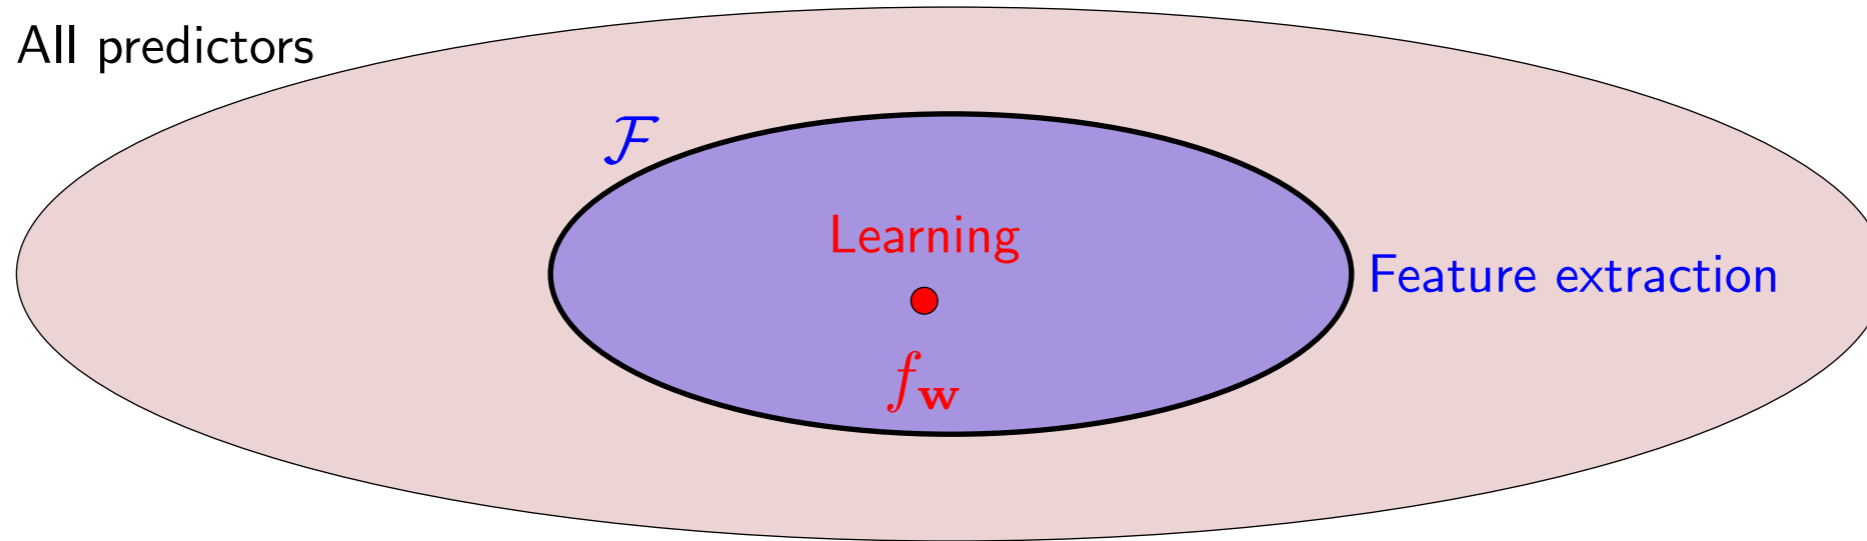 All predictors
ℱ
Learning
Feature extraction
f_w